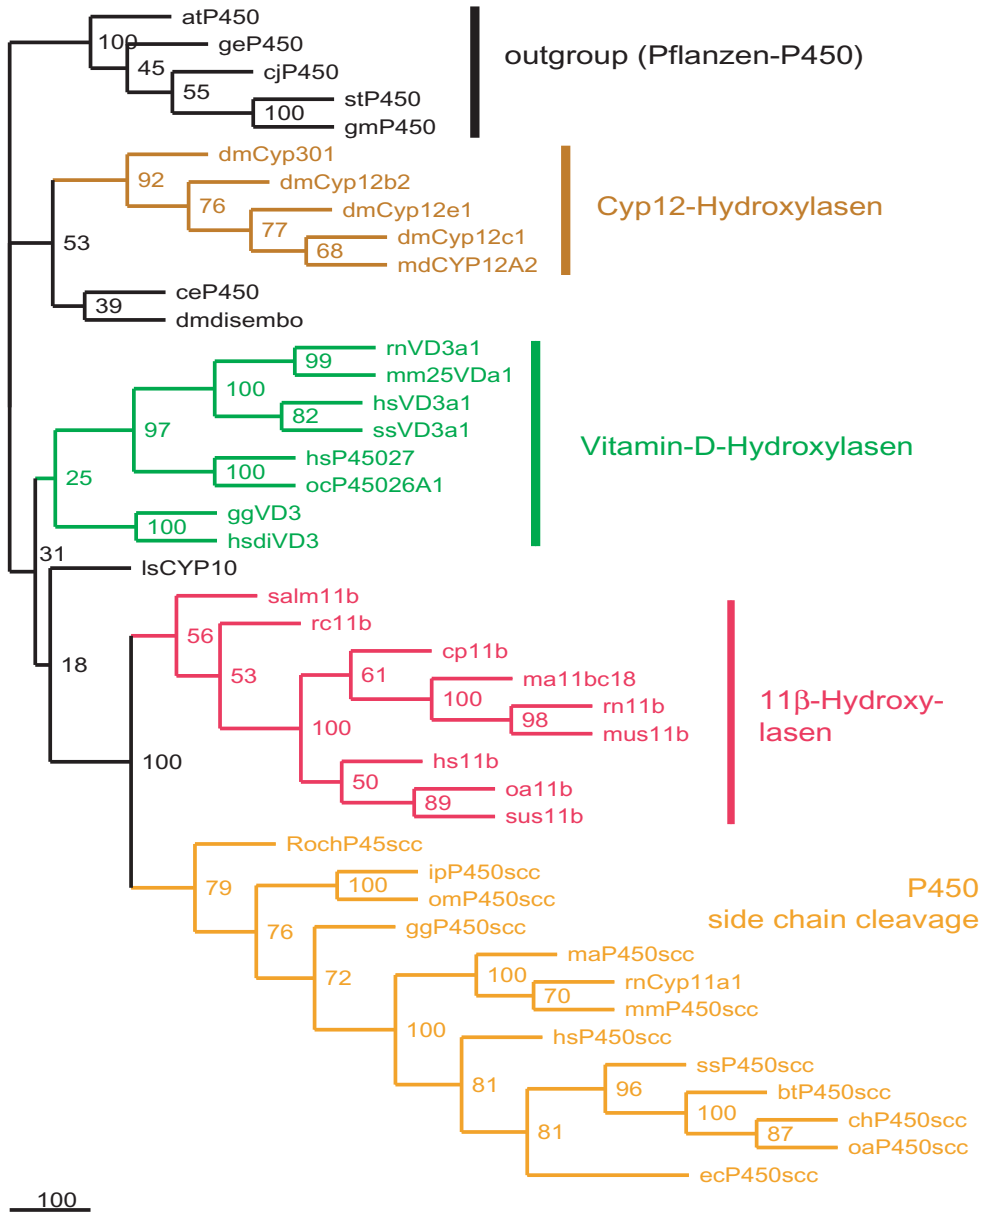 atP450
100
geP450
45
cjP450
55
stP450
100
gmP450
outgroup (Pflanzen-P450)
dmCyp301
92
dmCyp12b2
76
dmCyp12e1
77
dmCyp12c1
68
mdCYP12A2
Cyp12-Hydroxylasen
53
ceP450
39
dmdisembo
rnVD3a1
99
mm25VDa1
100
hsVD3a1
82
ssVD3a1
97
hsP45027
100
ocP45026A1
25
ggVD3
100
hsdiVD3
Vitamin-D-Hydroxylasen
31
lsCYP10
18
salm11b
56
rc11b
53
cp11b
61
ma11bc18
100
rn11b
98
mus11b
100
hs11b
50
oa11b
89
sus11b
11β-Hydroxy-
lasen
100
RochP45scc
79
ipP450scc
100
omP450scc
76
ggP450scc
72
maP450scc
100
rnCyp11a1
70
mmP450scc
100
hsP450scc
81
ssP450scc
96
btP450scc
100
chP450scc
87
oaP450scc
81
ecP450scc
P450
side chain cleavage
100